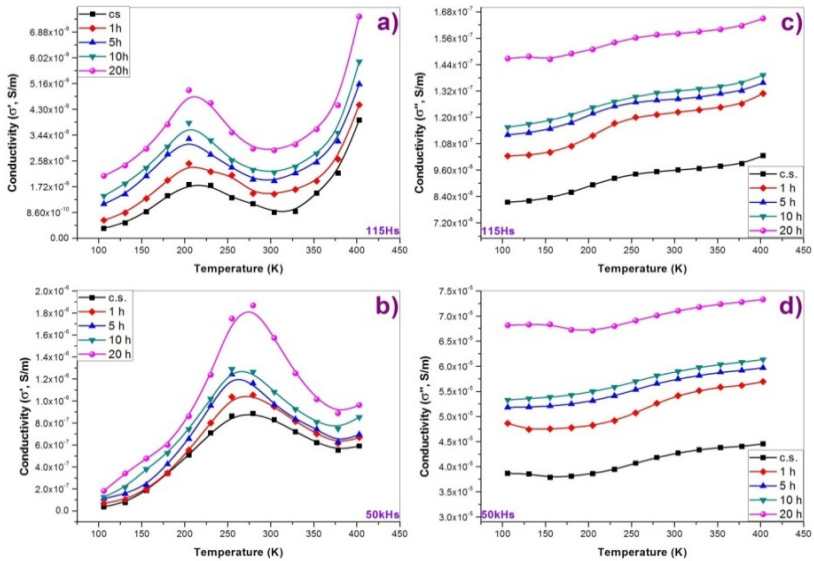 a)
Conductivity (σ', S/m)
6.88x10⁻⁹
6.02x10⁻⁹
5.16x10⁻⁹
4.30x10⁻⁹
3.44x10⁻⁹
2.58x10⁻⁹
1.72x10⁻⁹
8.60x10⁻¹⁰
0.00
cs
1h
5h
10h
20h
115Hs
50 100 150 200 250 300 350 400 450
Temperature (K)
c)
Conductivity (σ'', S/m)
1.68x10⁻⁷
1.56x10⁻⁷
1.44x10⁻⁷
1.32x10⁻⁷
1.20x10⁻⁷
1.08x10⁻⁷
9.60x10⁻⁸
8.40x10⁻⁸
7.20x10⁻⁸
c.s.
1 h
5 h
10 h
20 h
115Hs
50 100 150 200 250 300 350 400 450
Temperature (K)
b)
Conductivity (σ', S/m)
2.0x10⁻⁶
1.8x10⁻⁶
1.6x10⁻⁶
1.4x10⁻⁶
1.2x10⁻⁶
1.0x10⁻⁶
8.0x10⁻⁷
6.0x10⁻⁷
4.0x10⁻⁷
2.0x10⁻⁷
0.0
c.s.
1 h
5 h
10 h
20 h
50kHs
50 100 150 200 250 300 350 400 450
Temperature (K)
d)
Conductivity (σ'', S/m)
7.5x10⁻⁵
7.0x10⁻⁵
6.5x10⁻⁵
6.0x10⁻⁵
5.5x10⁻⁵
5.0x10⁻⁵
4.5x10⁻⁵
4.0x10⁻⁵
3.5x10⁻⁵
3.0x10⁻⁵
c.s.
1 h
5 h
10 h
20 h
50kHs
50 100 150 200 250 300 350 400 450
Temperature (K)